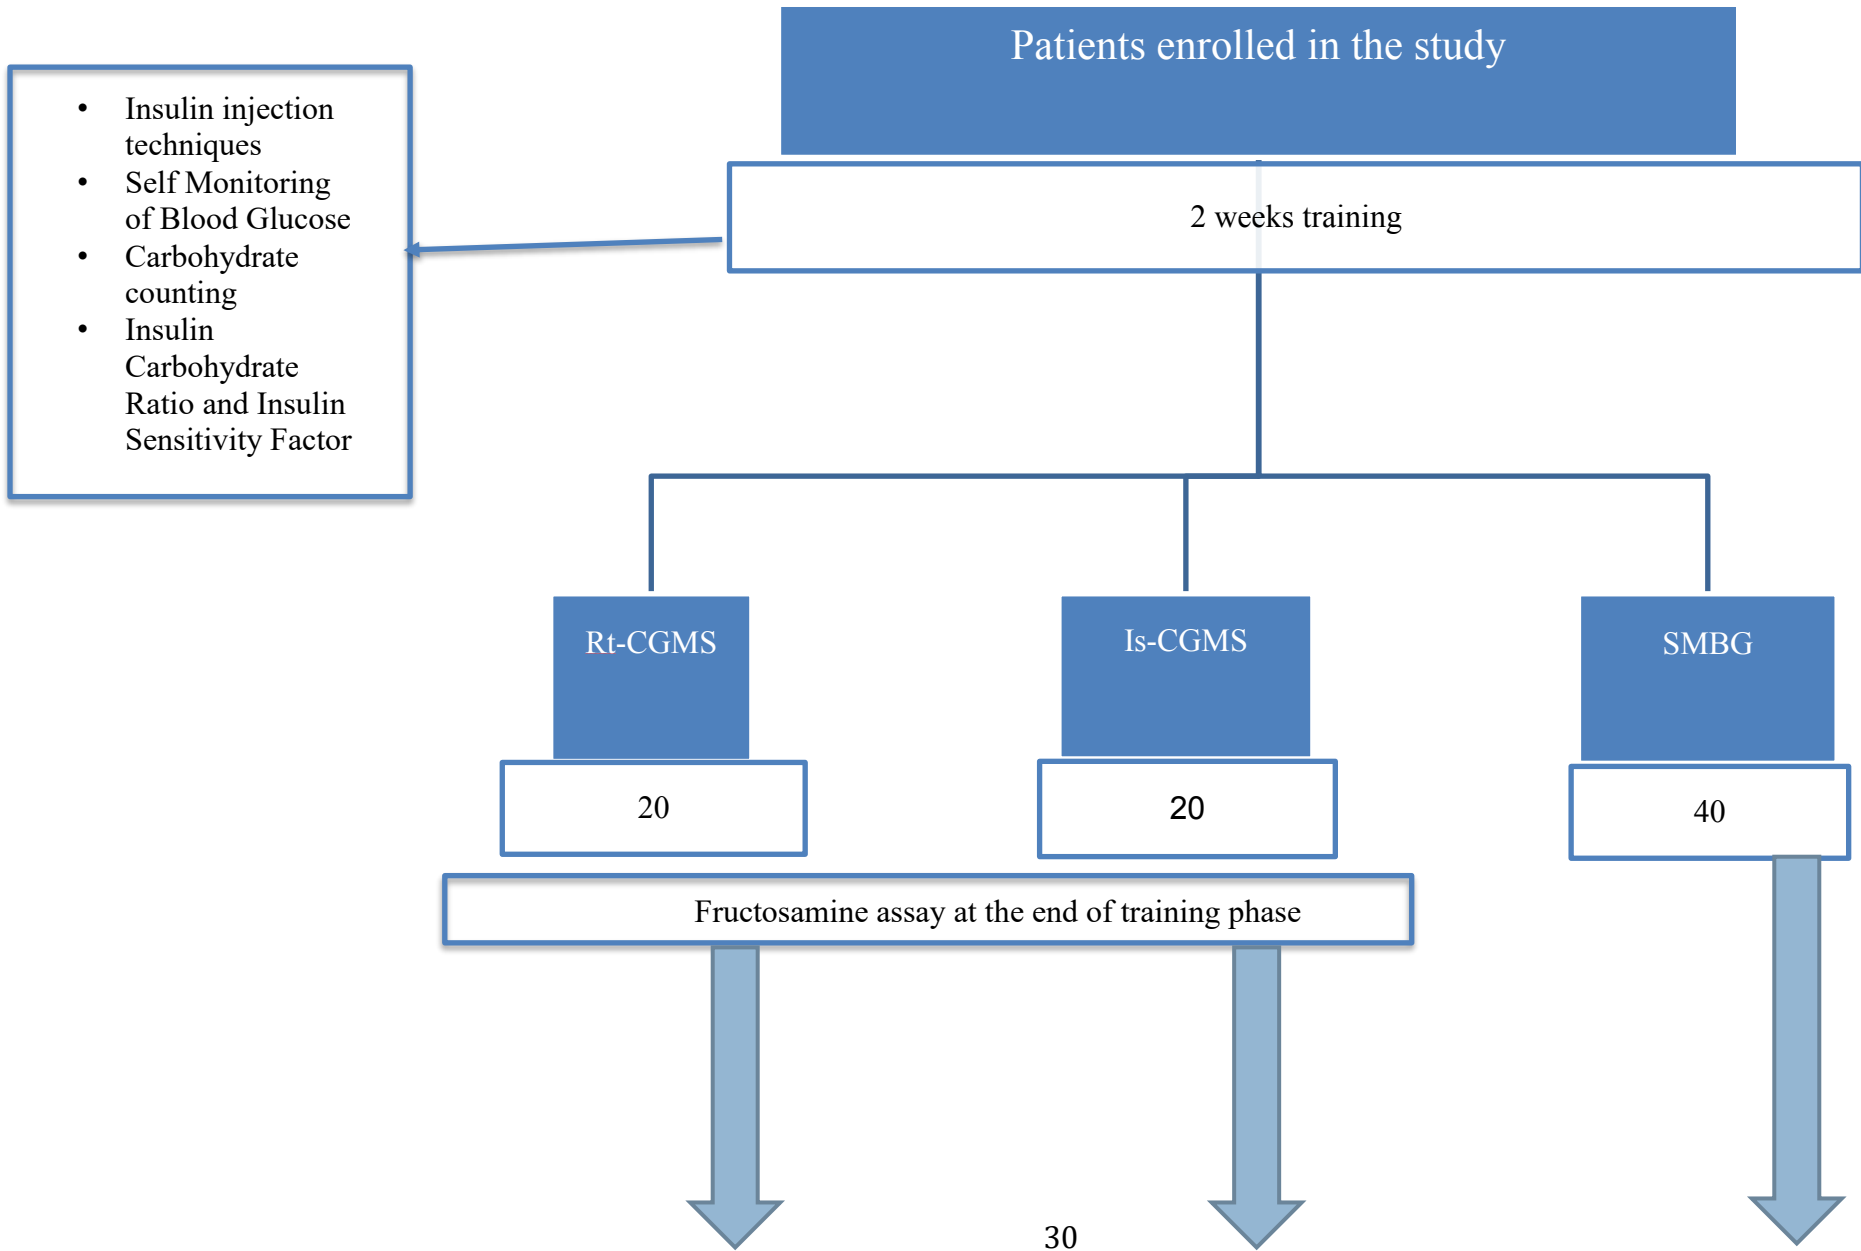 Patients enrolled in the study
• Insulin injection
techniques
• Self Monitoring
of Blood Glucose
• Carbohydrate
counting
• Insulin
Carbohydrate
Ratio and Insulin
Sensitivity Factor
2 weeks training
Rt-CGMS
Is-CGMS
SMBG
20
20
40
Fructosamine assay at the end of training phase
30